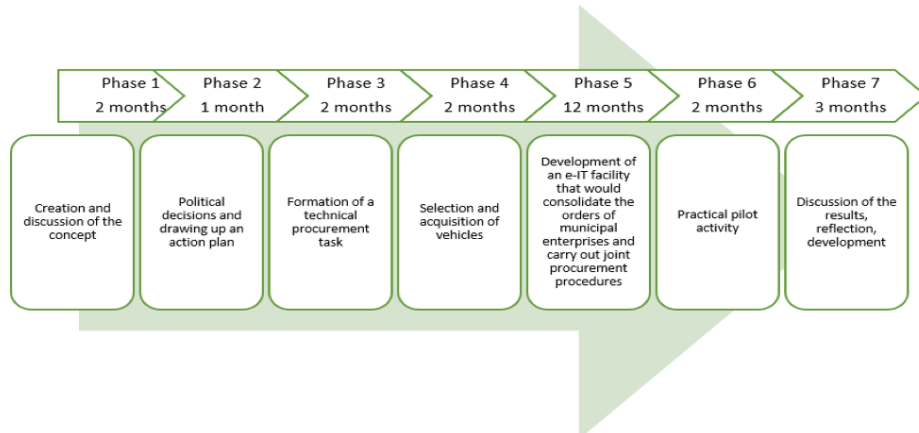 Phase 1
2 months
Phase 2
1 month
Phase 3
2 months
Phase 4
2 months
Phase 5
12 months
Phase 6
2 months
Phase 7
3 months
Creation and
discussion of the
concept
Political
decisions and
drawing up an
action plan
Formation of a
technical
procurement
task
Selection and
acquisition of
vehicles
Development of
an e-IT facility
that would
consolidate the
orders of
municipal
enterprises and
carry out joint
procurement
procedures
Practical pilot
activity
Discussion of the
results,
reflection,
development